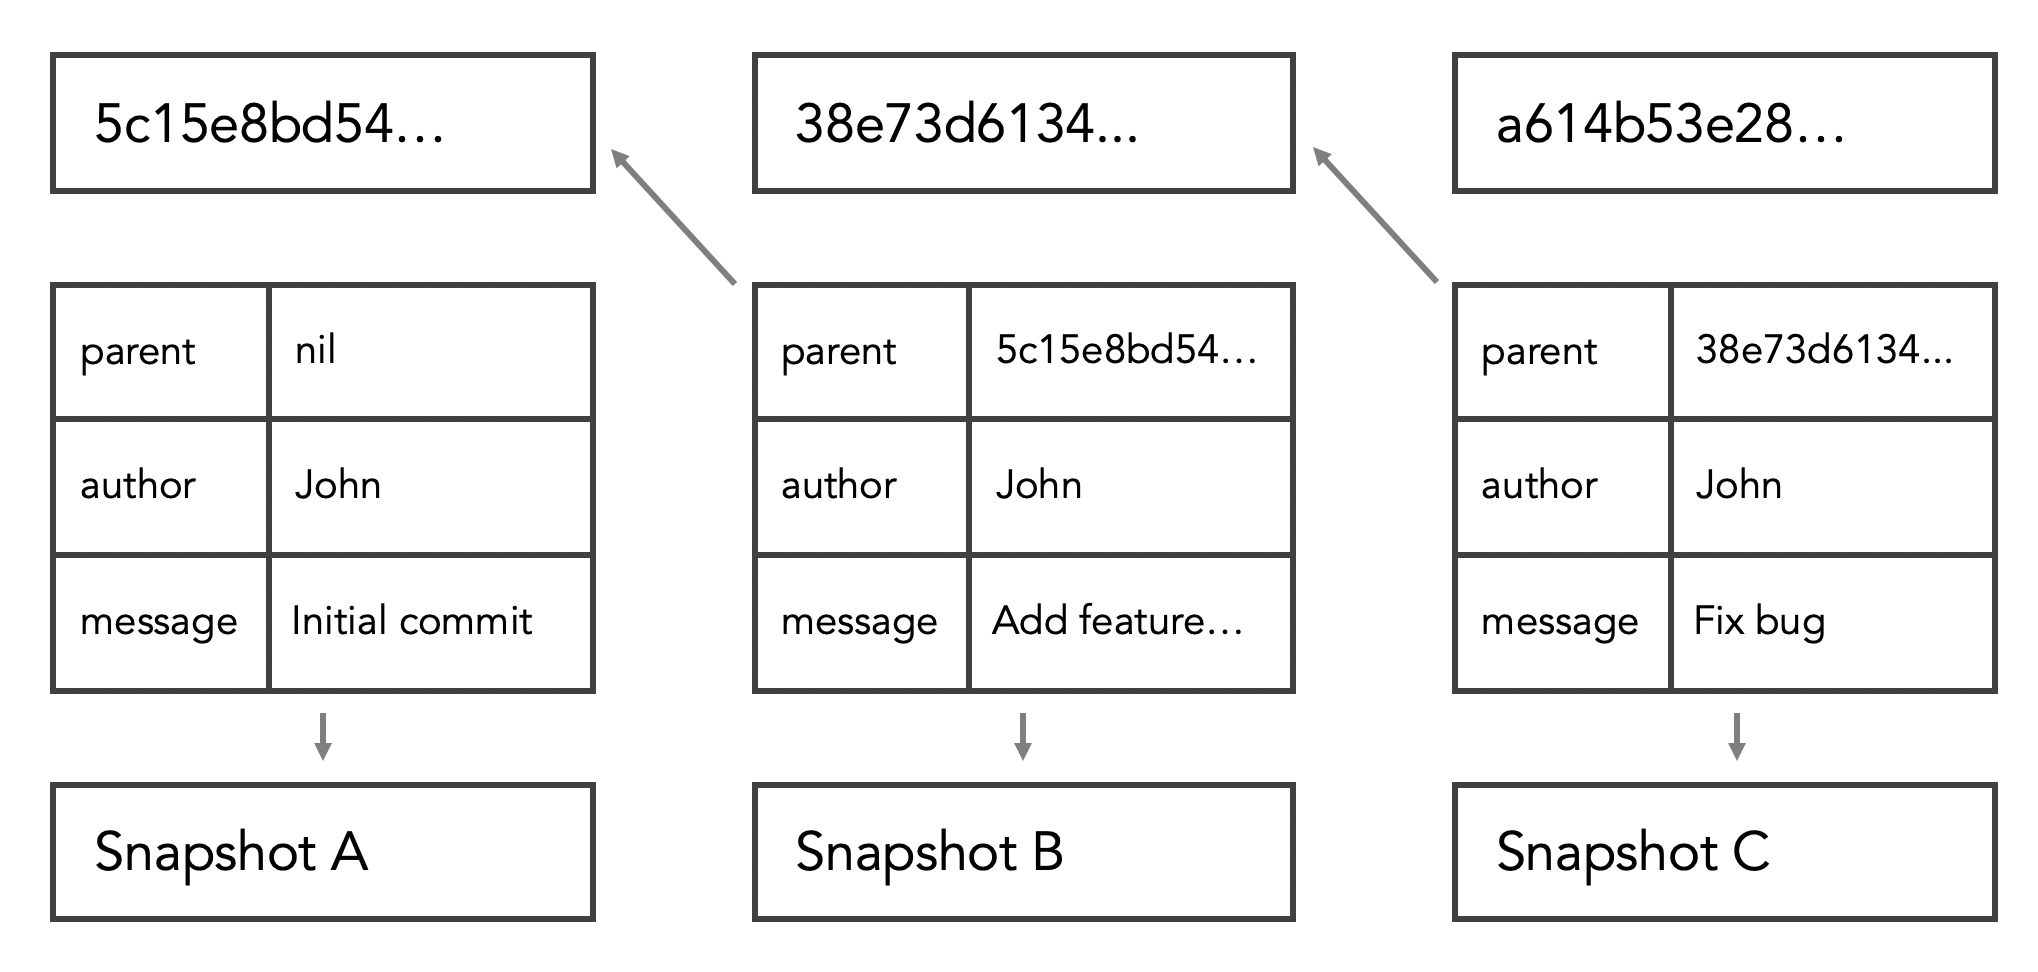 5c15e8bd54…
38e73d6134...
a614b53e28…
parent nil
author John
message Initial commit
parent 5c15e8bd54…
author John
message Add feature…
parent 38e73d6134...
author John
message Fix bug
Snapshot A
Snapshot B
Snapshot C